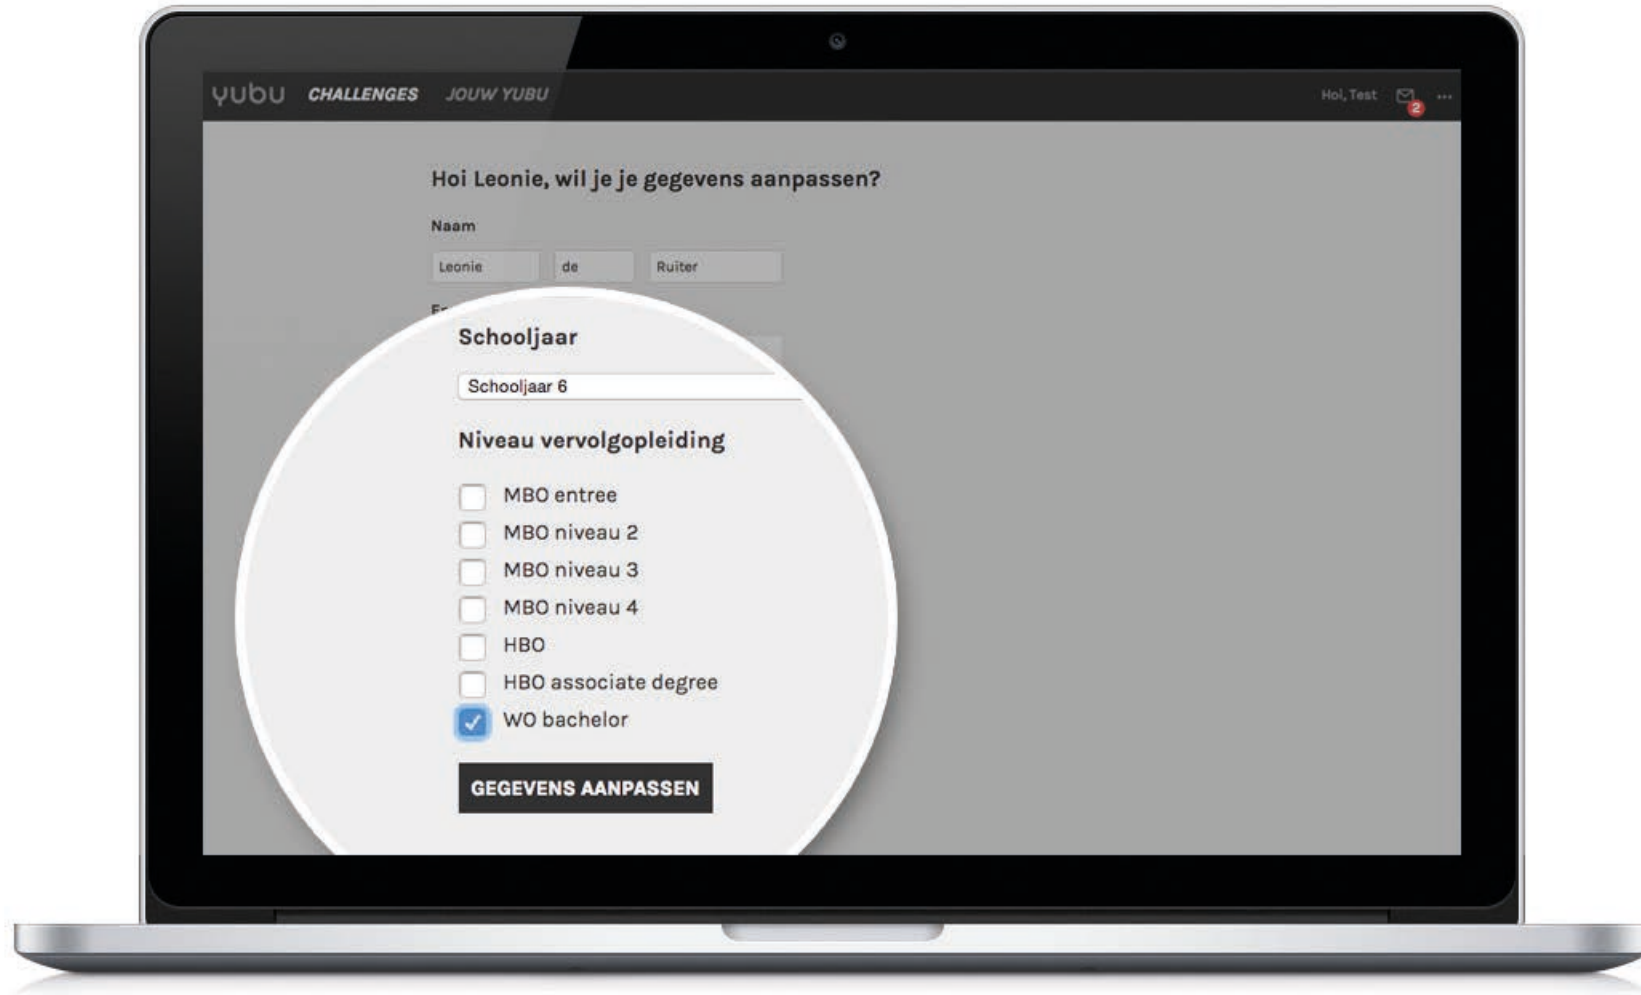 yubu CHALLENGES JOUW YUBU Hoi, Test 2 ...
Hoi Leonie, wil je je gegevens aanpassen?
Naam
Leonie de Ruiter
Schooljaar
Schooljaar 6
Niveau vervolgopleiding
MBO entree
MBO niveau 2
MBO niveau 3
MBO niveau 4
HBO
HBO associate degree
WO bachelor
GEGEVENS AANPASSEN